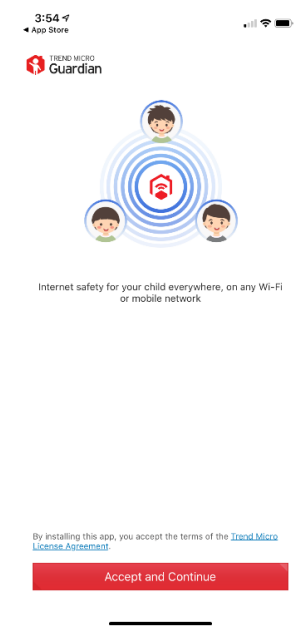 3:54
◀ App Store
TREND MICRO
Guardian
Internet safety for your child everywhere, on any Wi-Fi
or mobile network
By installing this app, you accept the terms of the Trend Micro
License Agreement.
Accept and Continue